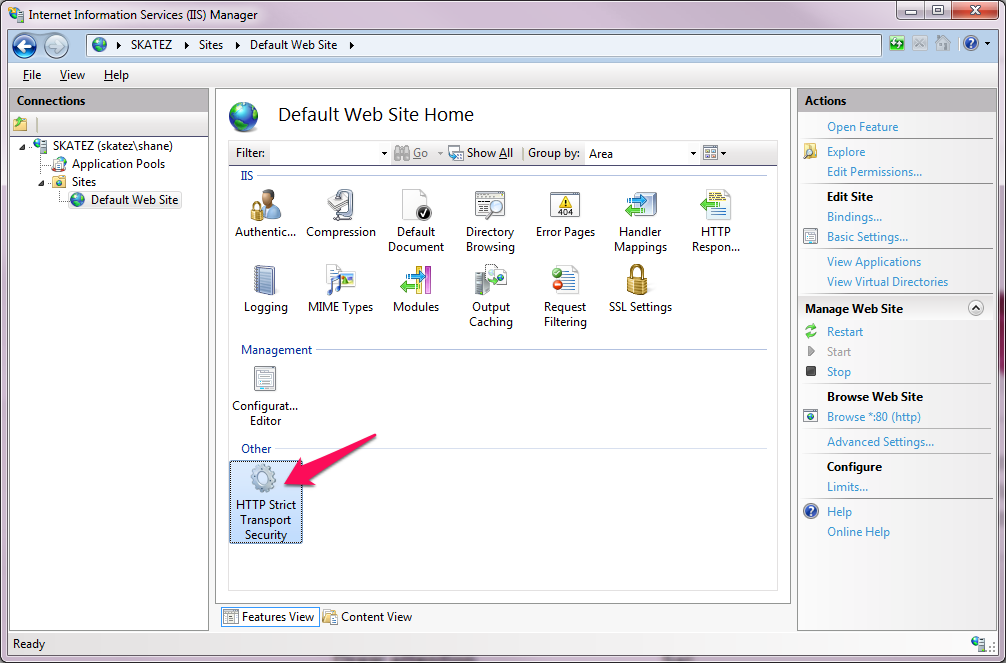 Internet Information Services (IIS) Manager
SKATEZ Sites Default Web Site
File View Help
Connections
SKATEZ (skatez\shane)
Application Pools
Sites
Default Web Site
Default Web Site Home
Filter: Go Show All Group by: Area
IIS
Authentic... Compression Default Document Directory Browsing Error Pages Handler Mappings HTTP Respon...
404
Logging MIME Types Modules Output Caching Request Filtering SSL Settings
Management
Configurat... Editor
Other
HTTP Strict
Transport
Security
Features View Content View
Actions
Open Feature
Explore
Edit Permissions...
Edit Site
Bindings...
Basic Settings...
View Applications
View Virtual Directories
Manage Web Site
Restart
Start
Stop
Browse Web Site
Browse *:80 (http)
Advanced Settings...
Configure
Limits...
Help
Online Help
Ready